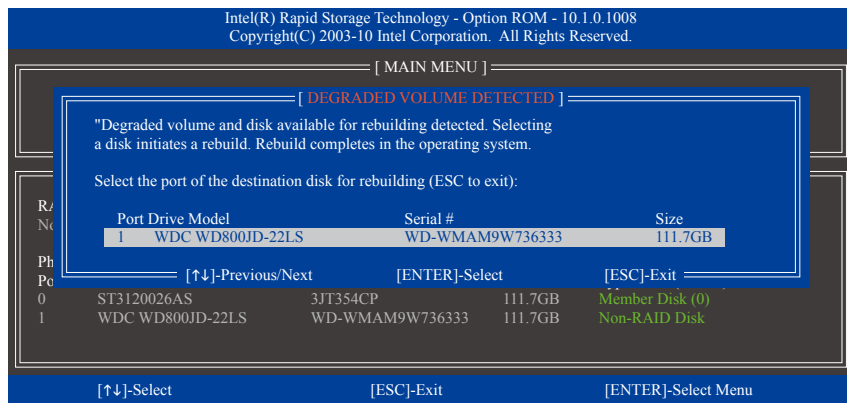 Intel(R) Rapid Storage Technology - Option ROM - 10.1.0.1008
Copyright(C) 2003-10 Intel Corporation. All Rights Reserved.
[ MAIN MENU ]
[ DEGRADED VOLUME DETECTED ]
"Degraded volume and disk available for rebuilding detected. Selecting
a disk initiates a rebuild. Rebuild completes in the operating system.
Select the port of the destination disk for rebuilding (ESC to exit):
Port Drive Model Serial # Size
1 WDC WD800JD-22LS WD-WMAM9W736333 111.7GB
[↑↓]-Previous/Next [ENTER]-Select [ESC]-Exit
0 ST3120026AS 3JT354CP 111.7GB Member Disk (0)
1 WDC WD800JD-22LS WD-WMAM9W736333 111.7GB Non-RAID Disk
[↑↓]-Select [ESC]-Exit [ENTER]-Select Menu